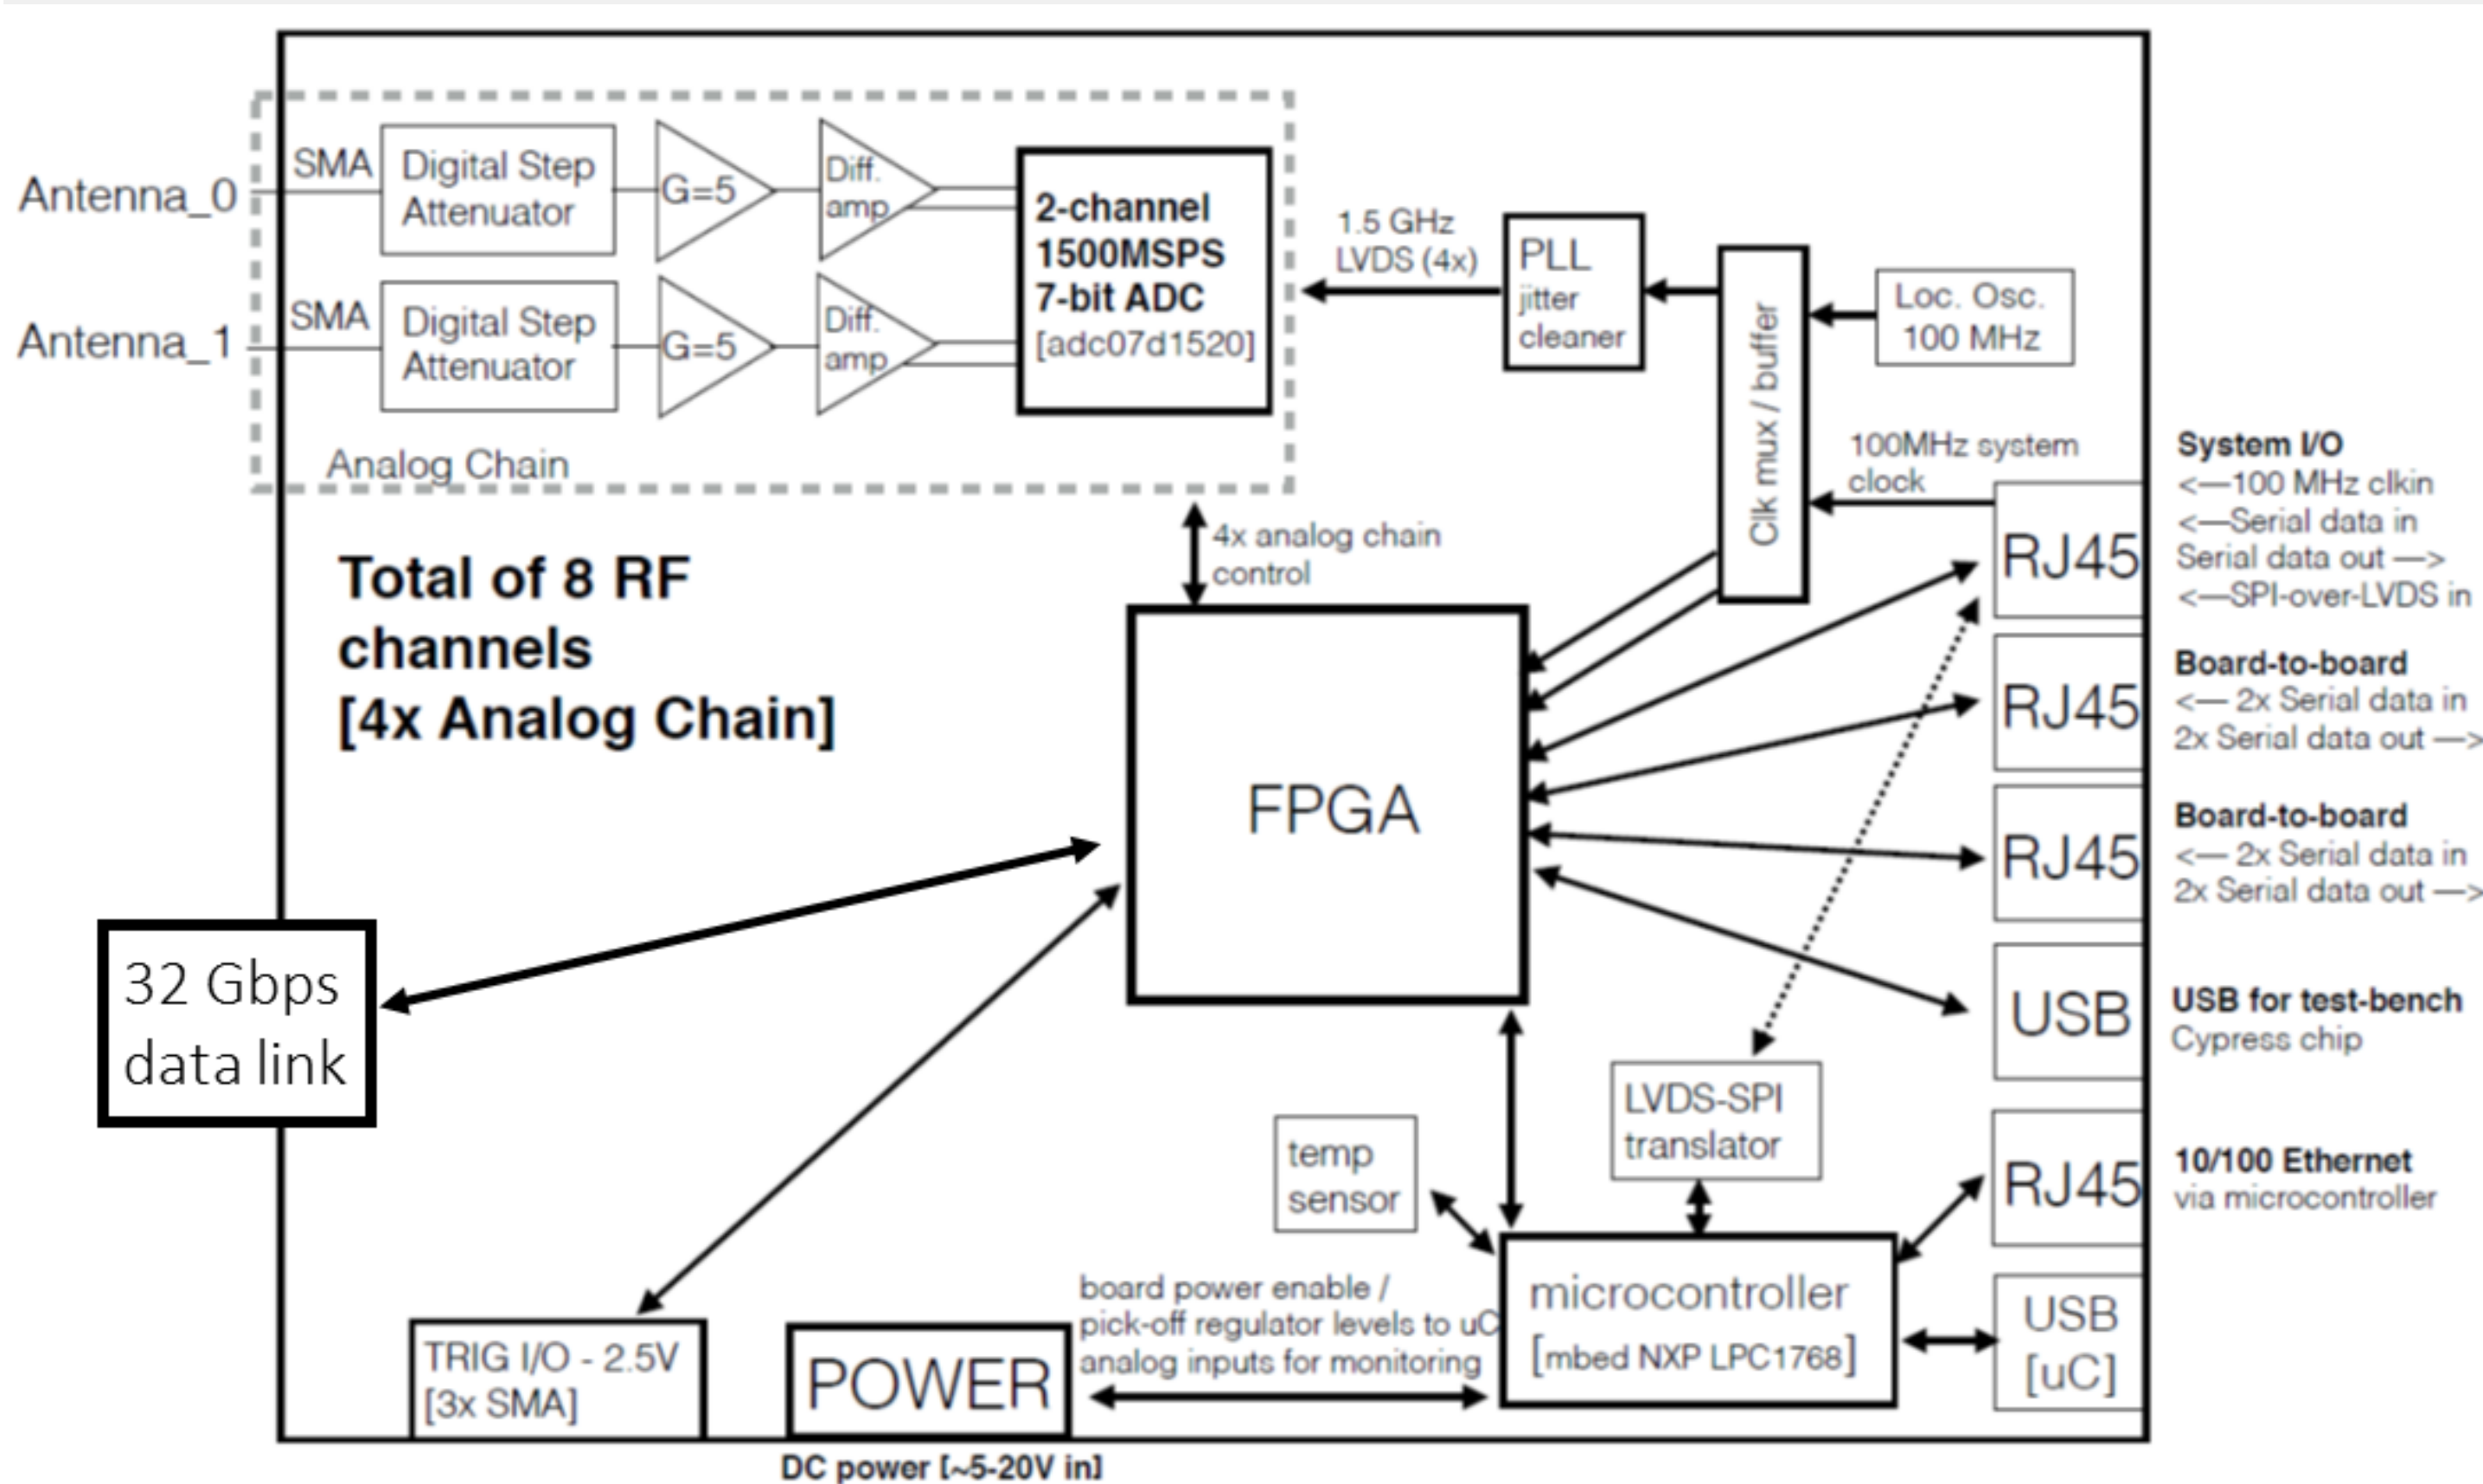 Antenna_0
SMA
Digital Step
Attenuator
G=5
Diff.
amp
Antenna_1
SMA
Digital Step
Attenuator
G=5
Diff.
amp
2-channel
1500MSPS
7-bit ADC
[adc07d1520]
Analog Chain
1.5 GHz
LVDS (4x)
PLL
jitter
cleaner
Clk mux / buffer
Loc. Osc.
100 MHz
100MHz system
clock
4x analog chain
control
Total of 8 RF
channels
[4x Analog Chain]
FPGA
32 Gbps
data link
RJ45
System I/O
<—100 MHz clkin
<—Serial data in
Serial data out —>
<—SPI-over-LVDS in
RJ45
Board-to-board
<— 2x Serial data in
2x Serial data out —>
RJ45
Board-to-board
<— 2x Serial data in
2x Serial data out —>
USB
USB for test-bench
Cypress chip
LVDS-SPI
translator
temp
sensor
RJ45
10/100 Ethernet
via microcontroller
microcontroller
[mbed NXP LPC1768]
USB
[uC]
board power enable /
pick-off regulator levels to uC
analog inputs for monitoring
TRIG I/O - 2.5V
[3x SMA]
POWER
DC power [~5-20V in]